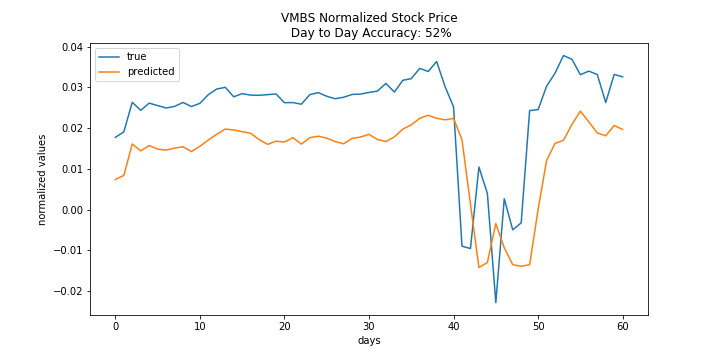 VMBS Normalized Stock Price
Day to Day Accuracy: 52%
true
predicted
0.04
0.03
0.02
0.01
0.00
−0.01
−0.02
normalized values
0 10 20 30 40 50 60
days